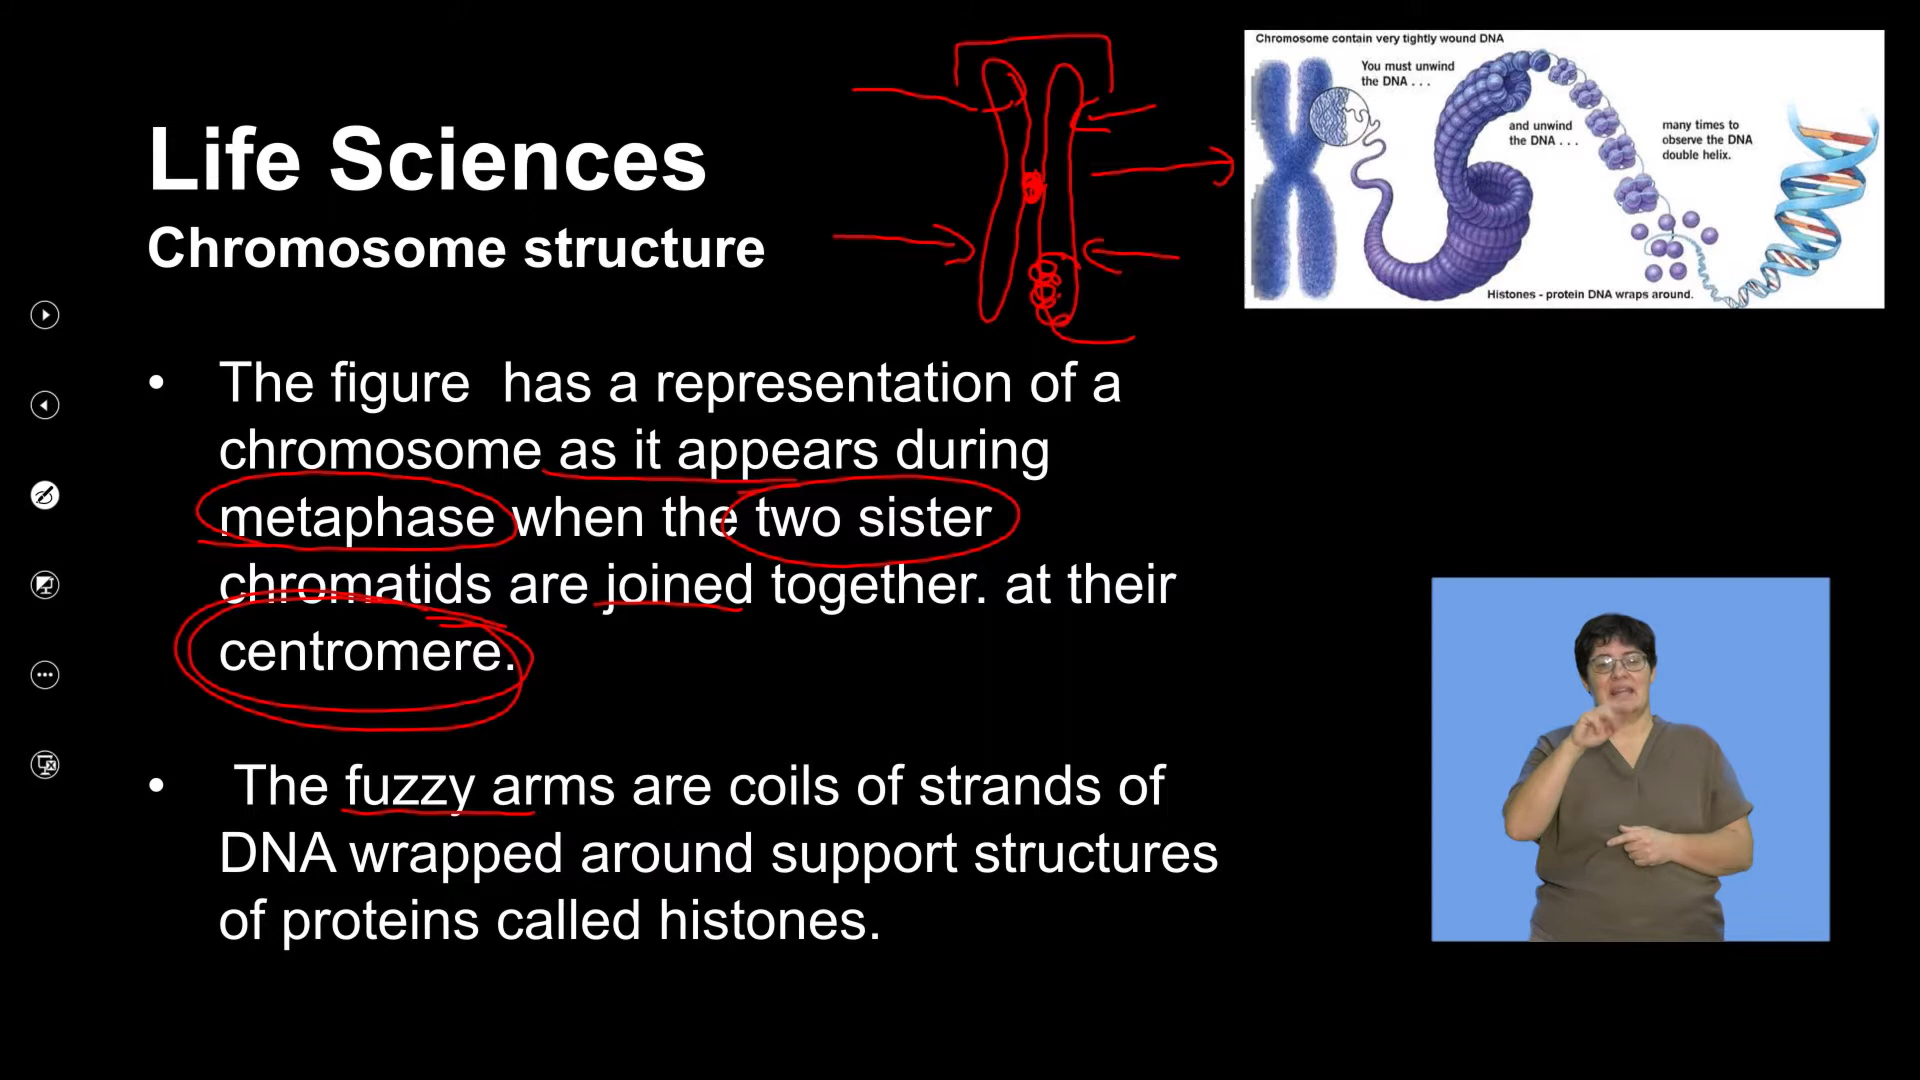 Life Sciences
Chromosome structure
• The figure  has a representation of a
chromosome as it appears during
metaphase when the two sister
chromatids are joined together. at their
centromere.
•  The fuzzy arms are coils of strands of
DNA wrapped around support structures
of proteins called histones.
Chromosome contain very tightly wound DNA
You must unwind
the DNA . . .
and unwind
the DNA . . .
many times to
observe the DNA
double helix.
Histones - protein DNA wraps around.